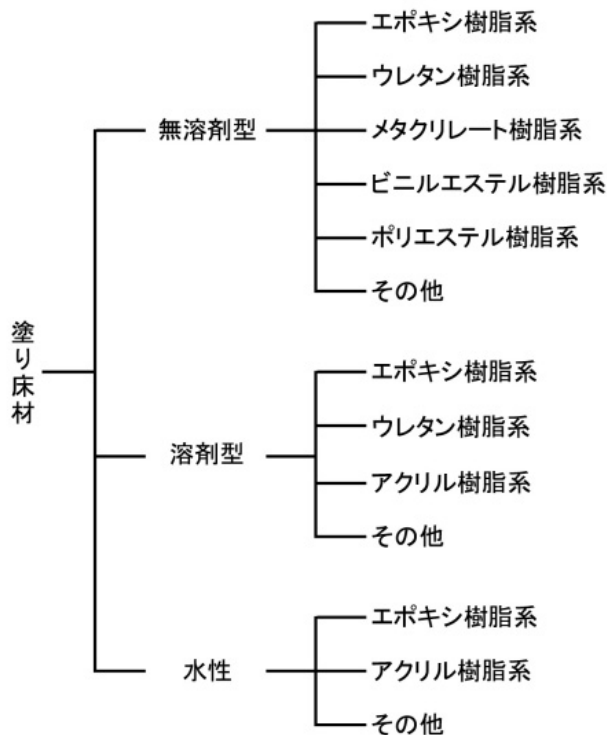 塗り床材
無溶剤型
エポキシ樹脂系
ウレタン樹脂系
メタクリレート樹脂系
ビニルエステル樹脂系
ポリエステル樹脂系
その他
溶剤型
エポキシ樹脂系
ウレタン樹脂系
アクリル樹脂系
その他
水性
エポキシ樹脂系
アクリル樹脂系
その他